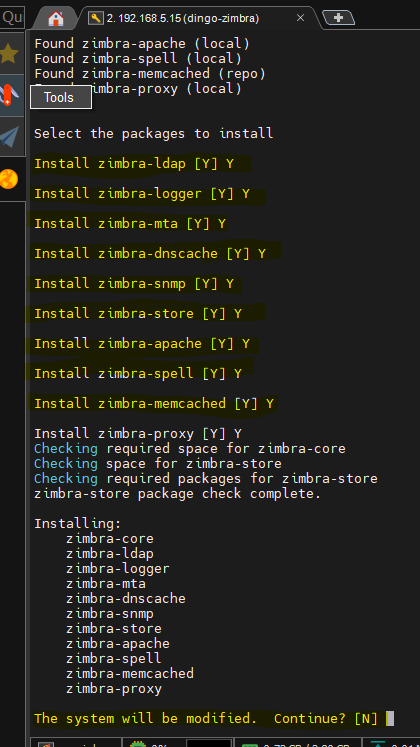 Qu
2. 192.168.5.15 (dingo-zimbra)
Found zimbra-apache (local)
Found zimbra-spell (local)
Found zimbra-memcached (repo)
zimbra-proxy (local)
Tools
Select the packages to install
Install zimbra-ldap [Y] Y
Install zimbra-logger [Y] Y
Install zimbra-mta [Y] Y
Install zimbra-dnscache [Y] Y
Install zimbra-snmp [Y] Y
Install zimbra-store [Y] Y
Install zimbra-apache [Y] Y
Install zimbra-spell [Y] Y
Install zimbra-memcached [Y] Y
Install zimbra-proxy [Y] Y
Checking required space for zimbra-core
Checking space for zimbra-store
Checking required packages for zimbra-store
zimbra-store package check complete.
Installing:
zimbra-core
zimbra-ldap
zimbra-logger
zimbra-mta
zimbra-dnscache
zimbra-snmp
zimbra-store
zimbra-apache
zimbra-spell
zimbra-memcached
zimbra-proxy
The system will be modified.  Continue? [N]